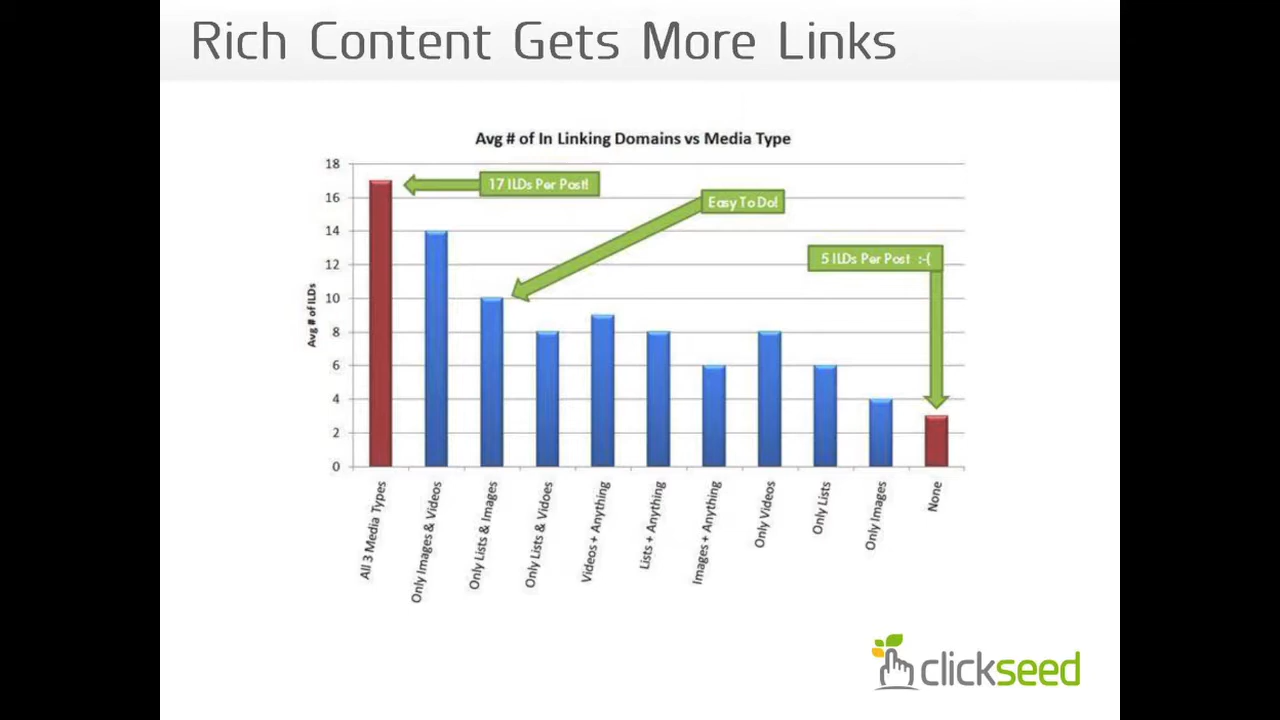 Rich Content Gets More Links
Avg # of In Linking Domains vs Media Type
18
16
14
12
10
8
6
4
2
0
Avg # of ILDs
17 ILDs Per Post!
Easy To Do!
5 ILDs Per Post :-(
All 3 Media Types
Only Images & Videos
Only Lists & Images
Only Lists & Vidoes
Videos + Anything
Lists + Anything
Images + Anything
Only Videos
Only Lists
Only Images
None
clickseed